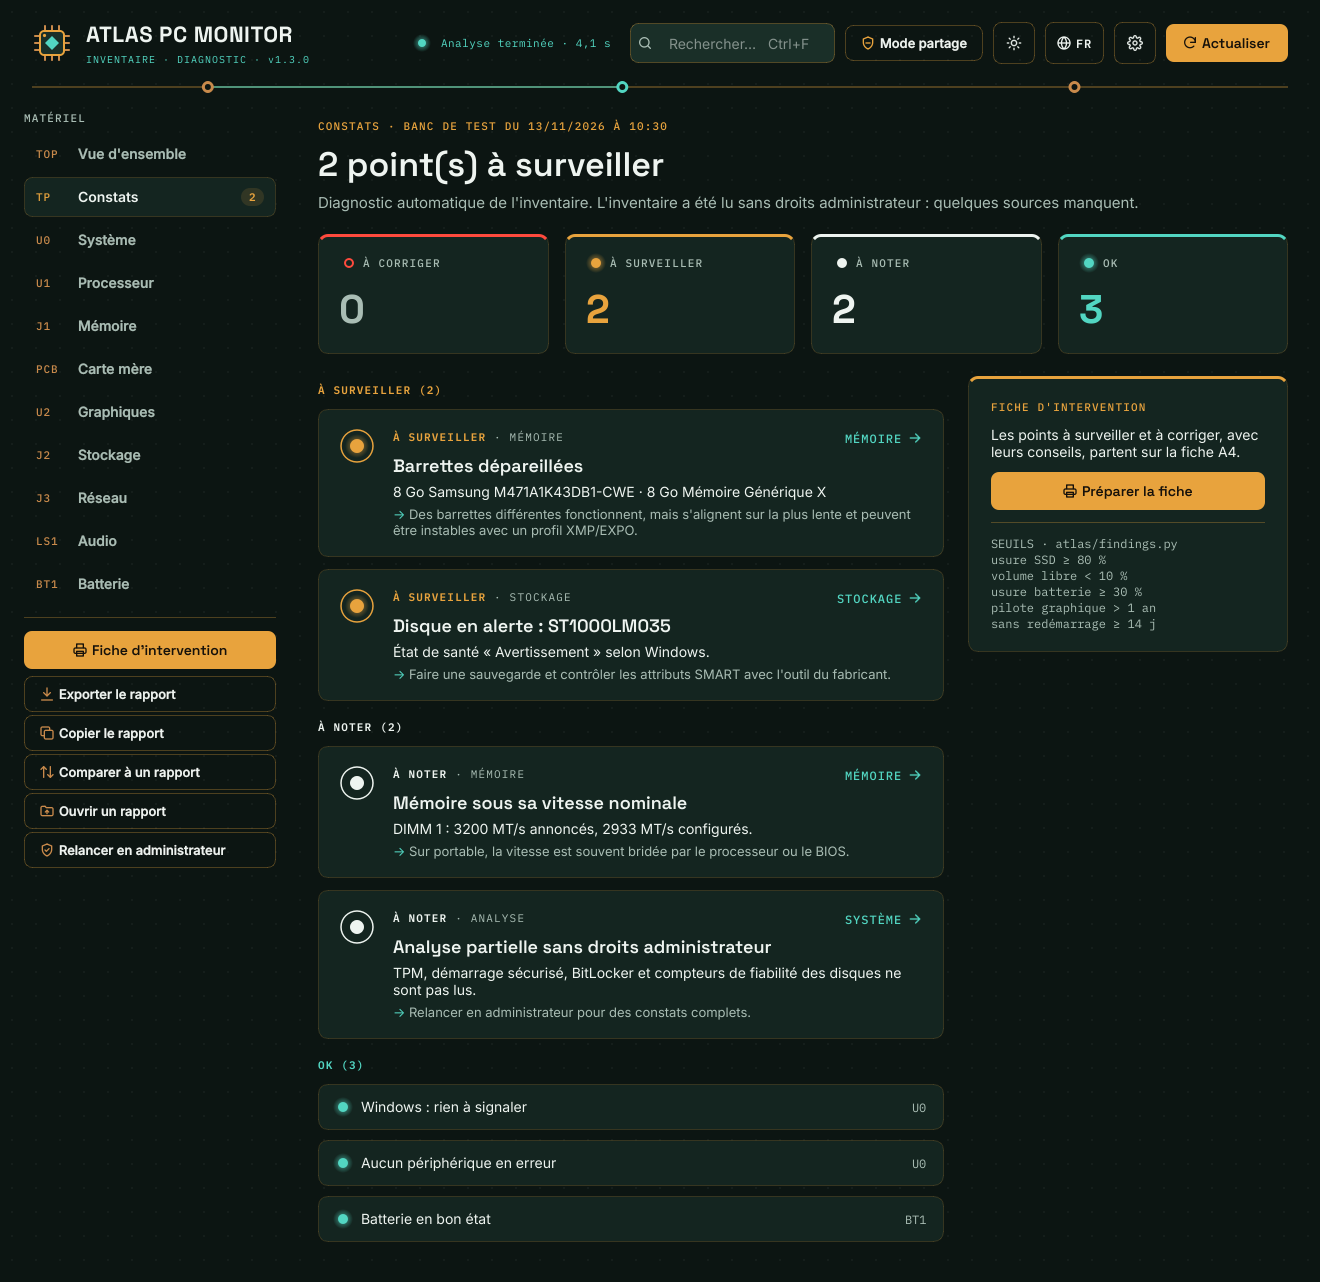 ATLAS PC MONITOR
INVENTAIRE · DIAGNOSTIC · v1.3.0
Analyse terminée · 4,1 s
Rechercher... Ctrl+F
Mode partage
FR
Actualiser
MATÉRIEL
TOP Vue d'ensemble
TP Constats 2
U0 Système
U1 Processeur
J1 Mémoire
PCB Carte mère
U2 Graphiques
J2 Stockage
J3 Réseau
LS1 Audio
BT1 Batterie
Fiche d'intervention
Exporter le rapport
Copier le rapport
Comparer à un rapport
Ouvrir un rapport
Relancer en administrateur
CONSTATS · BANC DE TEST DU 13/11/2026 À 10:30
2 point(s) à surveiller
Diagnostic automatique de l'inventaire. L'inventaire a été lu sans droits administrateur : quelques sources manquent.
À CORRIGER
0
À SURVEILLER
2
À NOTER
2
OK
3
À SURVEILLER (2)
À SURVEILLER · MÉMOIRE
MÉMOIRE →
Barrettes dépareillées
8 Go Samsung M471A1K43DB1-CWE · 8 Go Mémoire Générique X
→ Des barrettes différentes fonctionnent, mais s'alignent sur la plus lente et peuvent
être instables avec un profil XMP/EXPO.
À SURVEILLER · STOCKAGE
STOCKAGE →
Disque en alerte : ST1000LM035
État de santé « Avertissement » selon Windows.
→ Faire une sauvegarde et contrôler les attributs SMART avec l'outil du fabricant.
À NOTER (2)
À NOTER · MÉMOIRE
MÉMOIRE →
Mémoire sous sa vitesse nominale
DIMM 1 : 3200 MT/s annoncés, 2933 MT/s configurés.
→ Sur portable, la vitesse est souvent bridée par le processeur ou le BIOS.
À NOTER · ANALYSE
SYSTÈME →
Analyse partielle sans droits administrateur
TPM, démarrage sécurisé, BitLocker et compteurs de fiabilité des disques ne
sont pas lus.
→ Relancer en administrateur pour des constats complets.
OK (3)
Windows : rien à signaler U0
Aucun périphérique en erreur U0
Batterie en bon état BT1
FICHE D'INTERVENTION
Les points à surveiller et à corriger, avec
leurs conseils, partent sur la fiche A4.
Préparer la fiche
SEUILS · atlas/findings.py
usure SSD ≥ 80 %
volume libre < 10 %
usure batterie ≥ 30 %
pilote graphique > 1 an
sans redémarrage ≥ 14 j